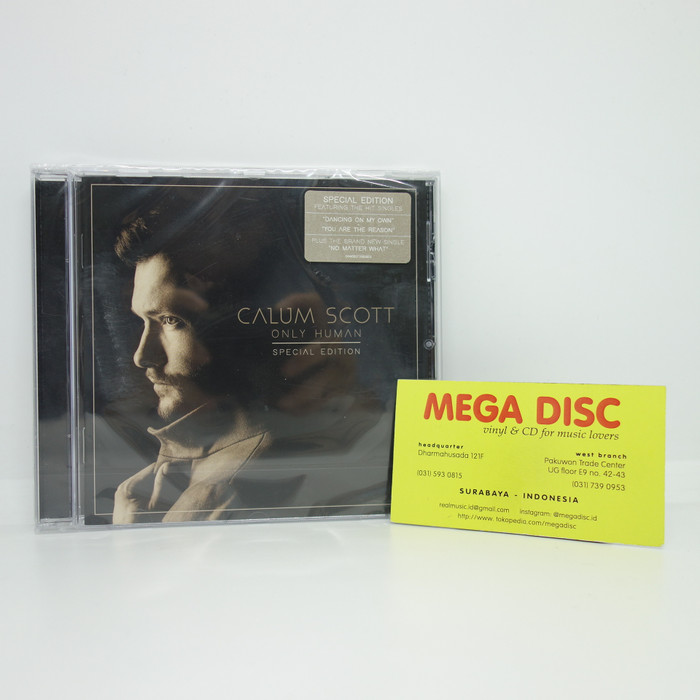 SPECIAL EDITION
FEATURING THE HIT SINGLES
"DANCING ON MY OWN"
"YOU ARE THE REASON"
PLUS THE BRAND NEW SINGLE
"NO MATTER WHAT"
CALUM SCOTT
ONLY HUMAN
SPECIAL EDITION
MEGA DISC
vinyl & CD for music lovers
headquarter
Dharmahusada 121F
(031) 593 0815
west branch
Pakuwon Trade Center
UG floor E9 no. 42-43
(031) 739 0953
SURABAYA - INDONESIA
realmusic.id@gmail.com Instagram: @megadisc.id
http://www.tokopedia.com/megadisc